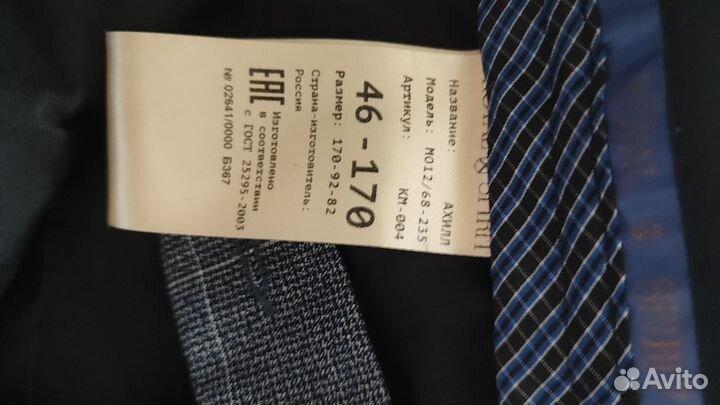 Название: АХИЛЛ
Модель: М012/68-235
Артикул: КМ-004
46-170
Размер: 170-92-82
Страна-изготовитель:
Россия
ЕАС
Изготовлено
в соответствии
с ГОСТ 25295-2003
№ 02641/0000 Б367
Avito